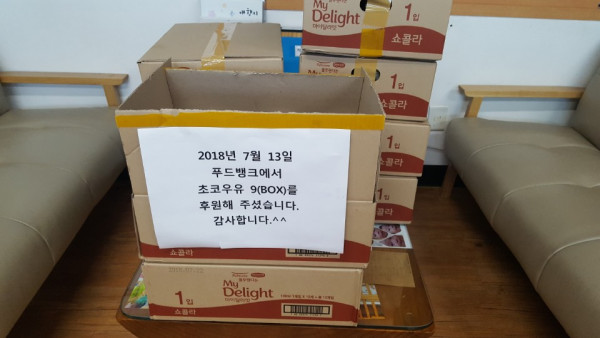 My
Delight
1입
쇼콜라
1입
쇼콜라
1입
쇼콜라
1입
쇼콜라
2018년 7월 13일
푸드뱅크에서
초코우유 9(BOX)를
후원해 주셨습니다.
감사합니다.^^
쇼콜라
1입
쇼콜라
My
Delight